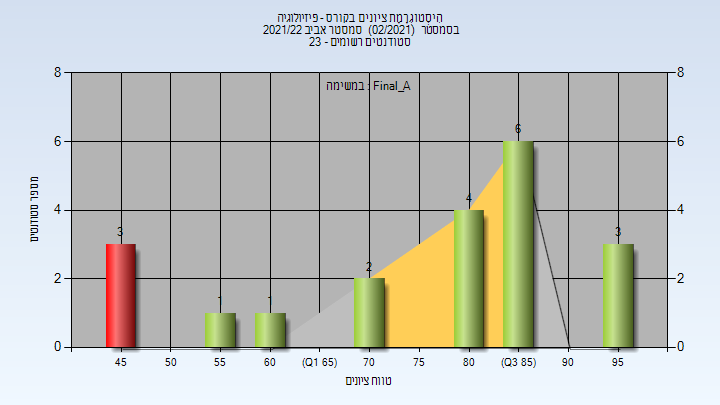 היסטוגרמת ציונים בקורס - פיזיולוגיה
בסמסטר (02/2021) סמסטר אביב 2021/22
סטודנטים רשומים - 23
במשימה : Final_A
מספר סטודנטים
8 8
6 6
4 4
2 2
0 0
3 1 1 2 4 6 3
45 50 55 60 (Q1 65) 70 75 80 (Q3 85) 90 95
טווח ציונים